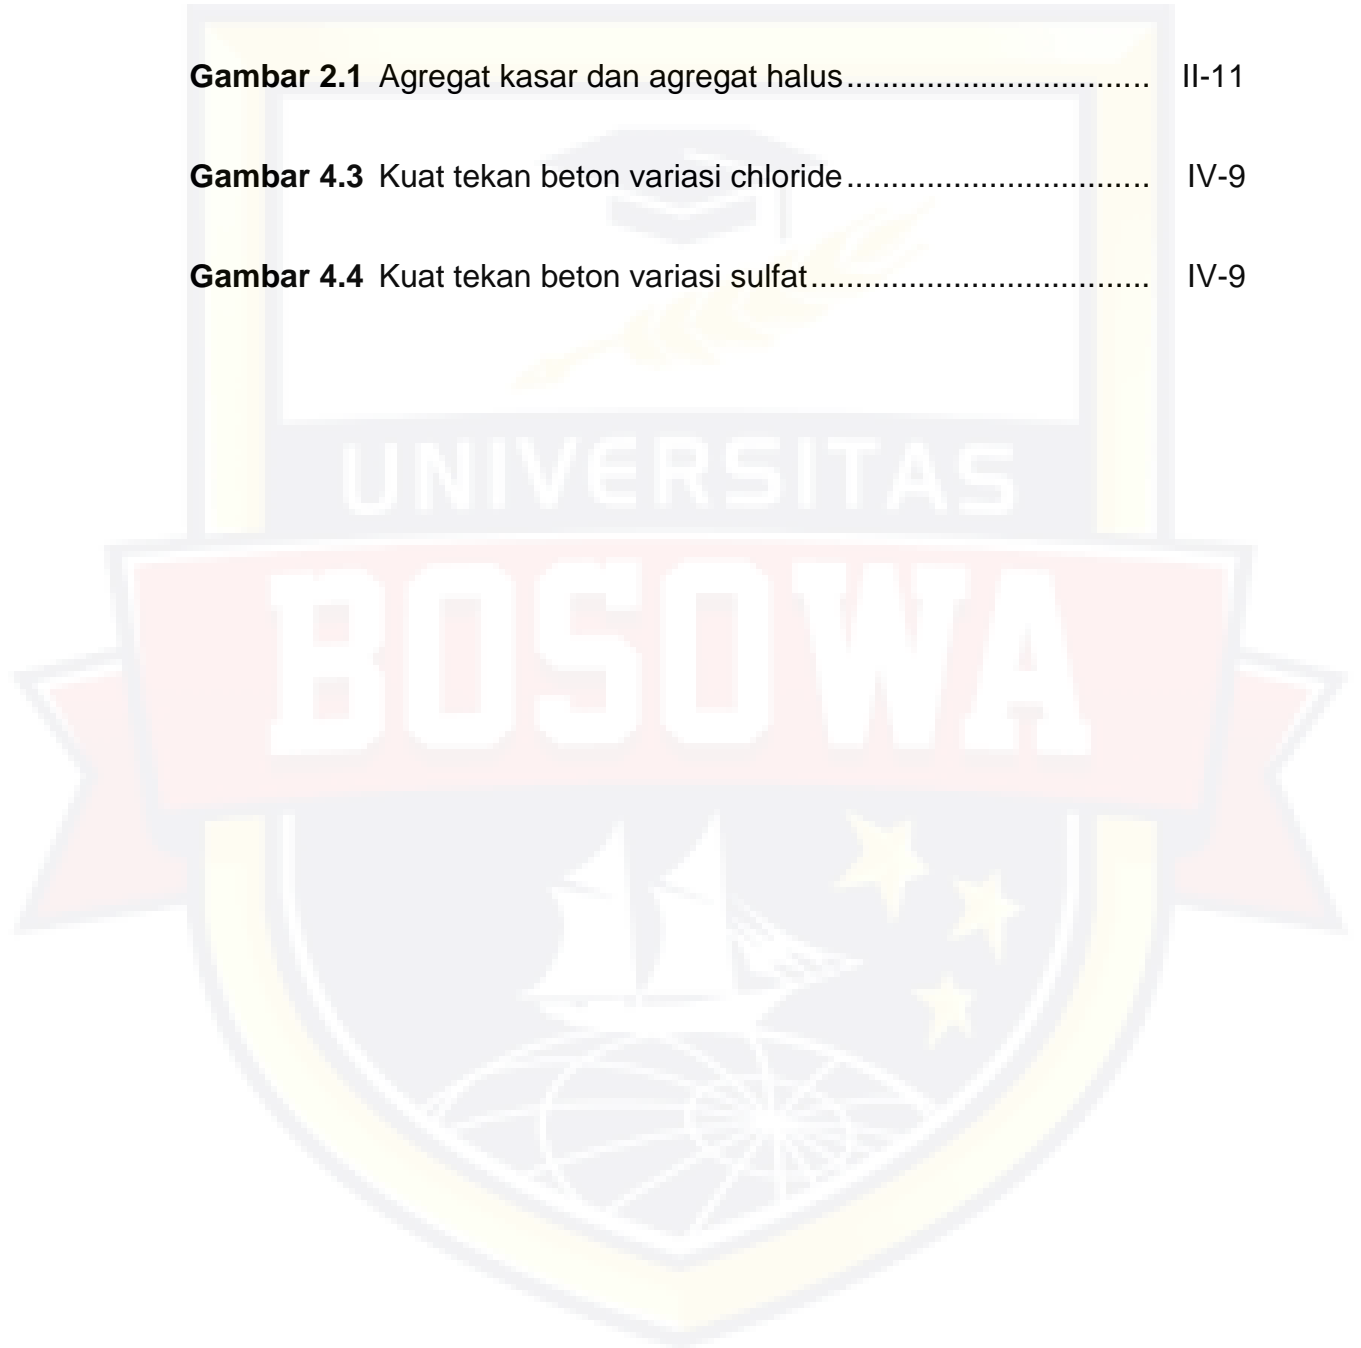 Gambar 2.1 Agregat kasar dan agregat halus.................................. II-11
Gambar 4.3 Kuat tekan beton variasi chloride.................................. IV-9
Gambar 4.4 Kuat tekan beton variasi sulfat...................................... IV-9
UNIVERSITAS
BOSOWA